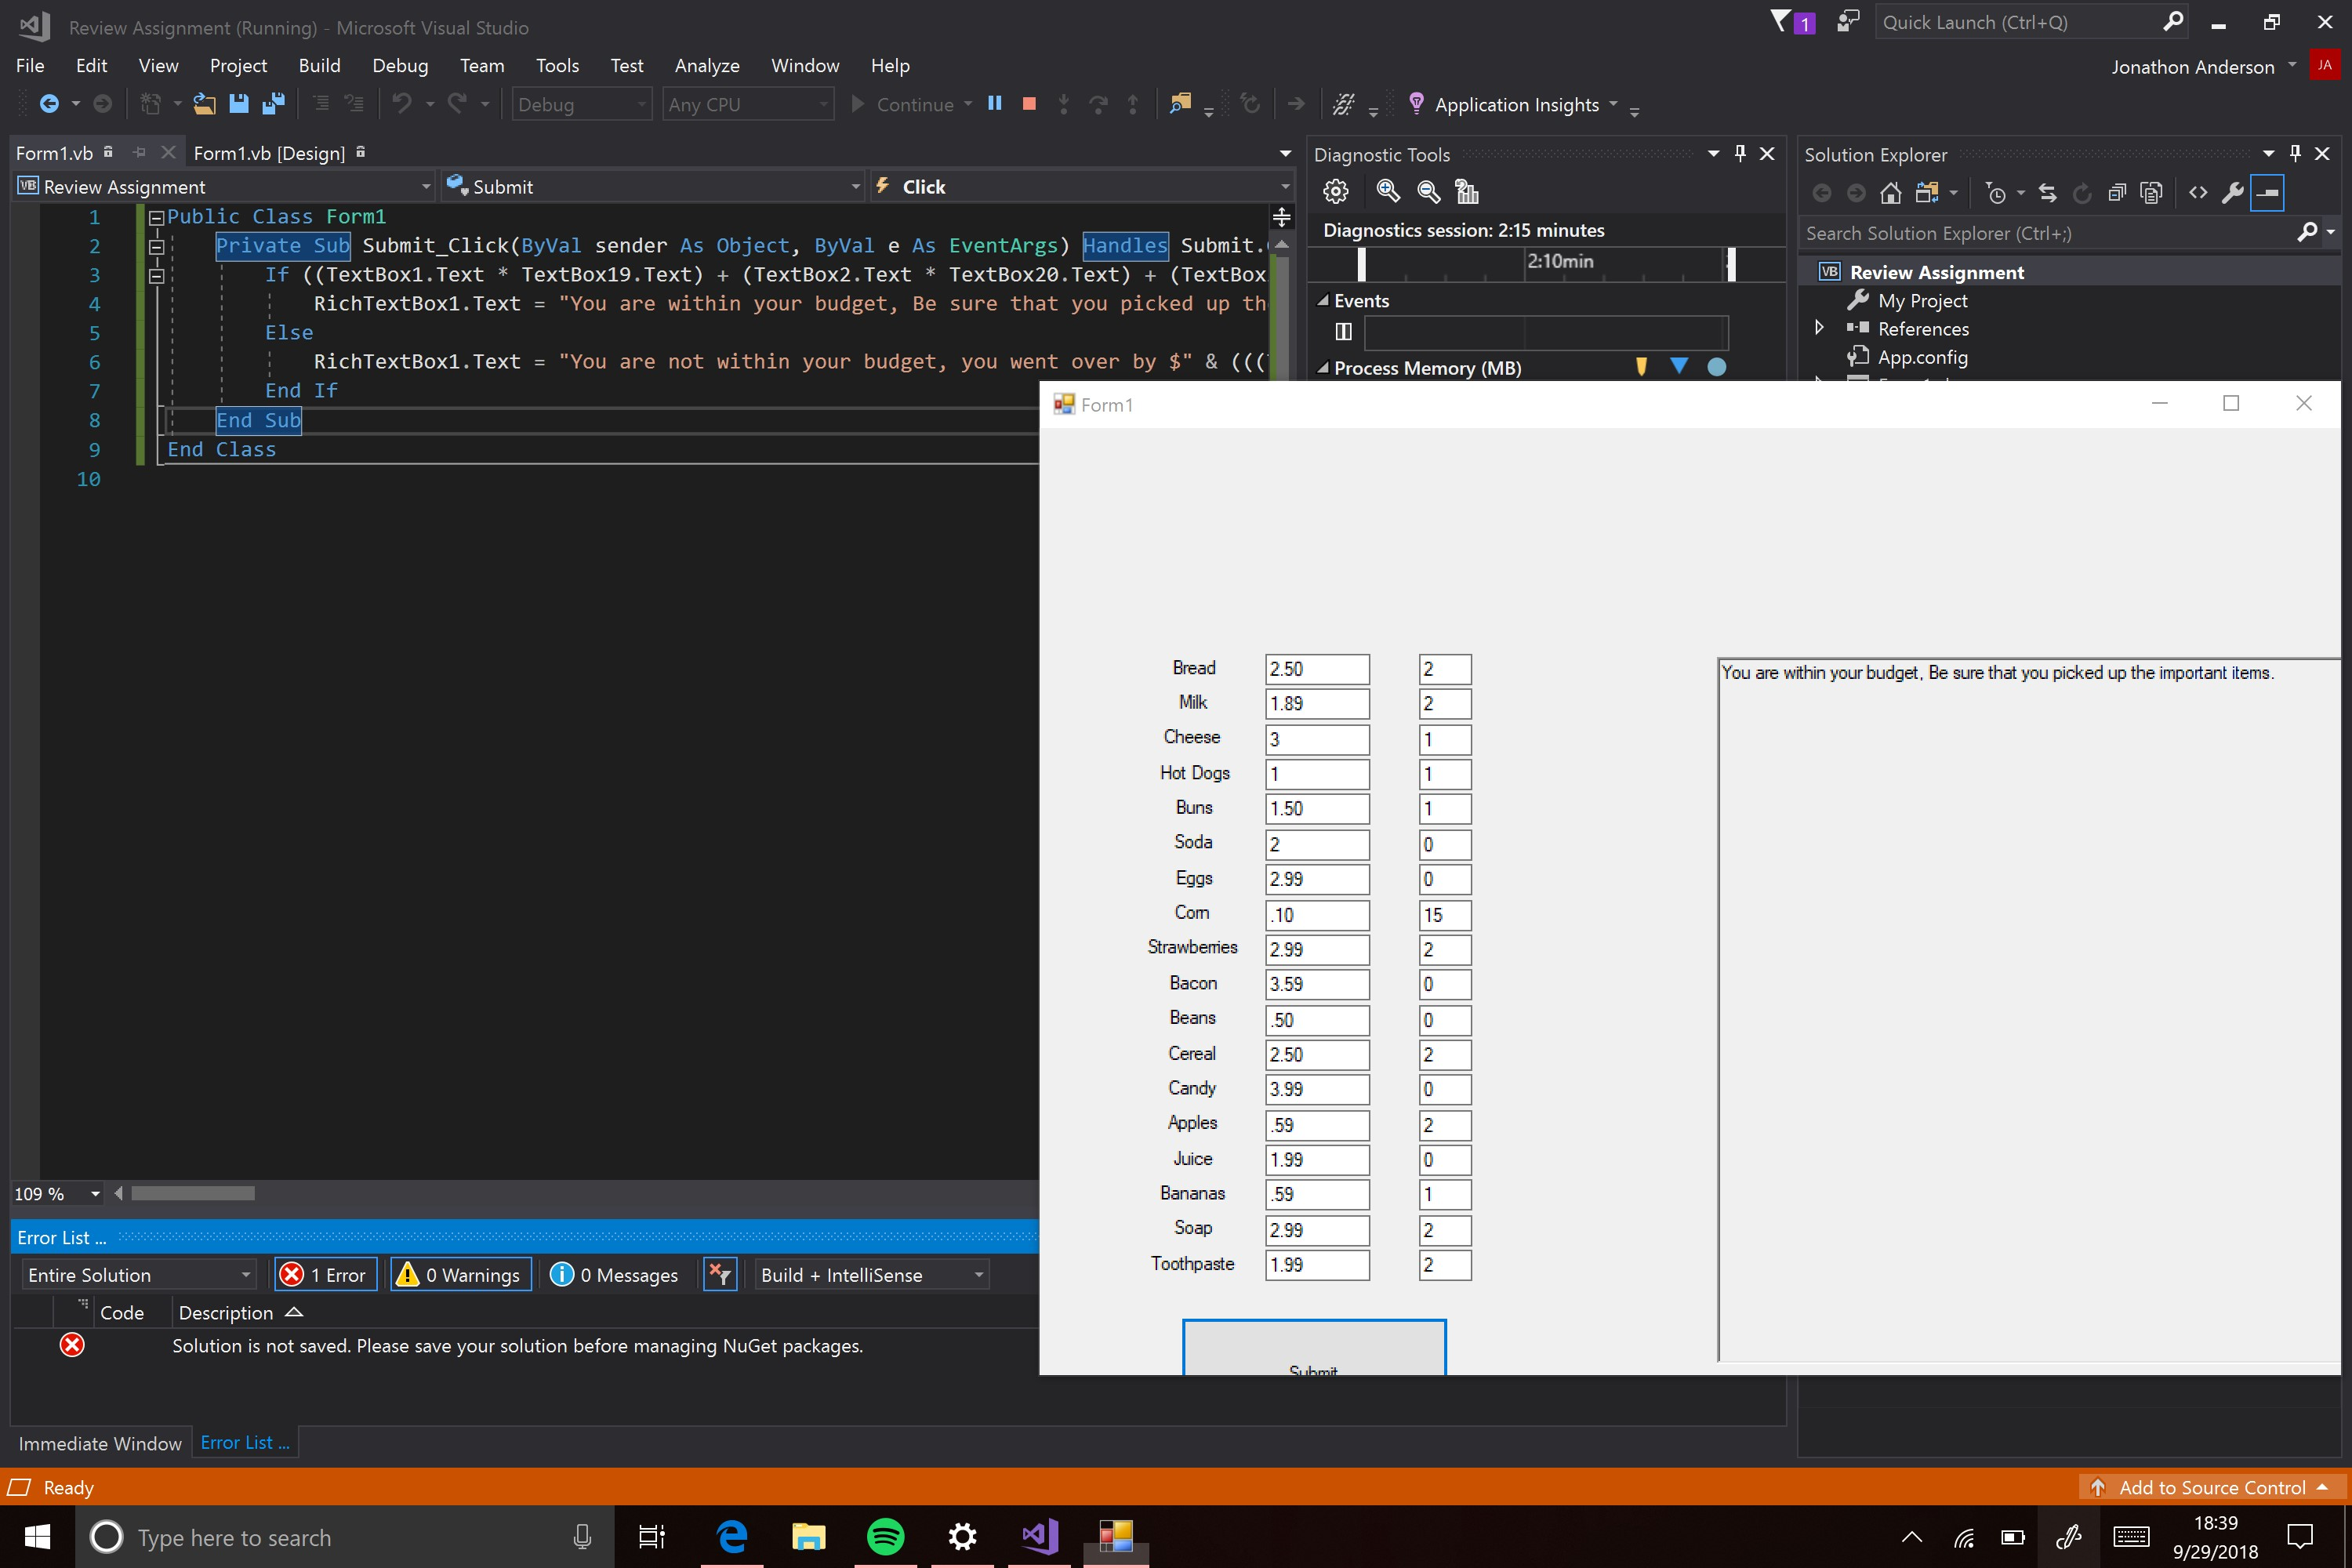 Review Assignment (Running) - Microsoft Visual Studio
1
Quick Launch (Ctrl+Q)
File Edit View Project Build Debug Team Tools Test Analyze Window Help
Jonathon Anderson JA
Debug Any CPU Continue Application Insights
Form1.vb Form1.vb [Design]
VB Review Assignment Submit Click
1 Public Class Form1
2 Private Sub Submit_Click(ByVal sender As Object, ByVal e As EventArgs) Handles Submit.
3 If ((TextBox1.Text * TextBox19.Text) + (TextBox2.Text * TextBox20.Text) + (TextBox
4 RichTextBox1.Text = "You are within your budget, Be sure that you picked up th
5 Else
6 RichTextBox1.Text = "You are not within your budget, you went over by $" & (((
7 End If
8 End Sub
9 End Class
10
109 %
Diagnostic Tools
Diagnostics session: 2:15 minutes
2:10min
Events
Process Memory (MB)
Solution Explorer
Search Solution Explorer (Ctrl+;)
VB Review Assignment
My Project
References
App.config
Form1
Bread 2.50 2
Milk 1.89 2
Cheese 3 1
Hot Dogs 1 1
Buns 1.50 1
Soda 2 0
Eggs 2.99 0
Corn .10 15
Strawberries 2.99 2
Bacon 3.59 0
Beans .50 0
Cereal 2.50 2
Candy 3.99 0
Apples .59 2
Juice 1.99 0
Bananas .59 1
Soap 2.99 2
Toothpaste 1.99 2
Submit
You are within your budget, Be sure that you picked up the important items.
Error List ...
Entire Solution 1 Error 0 Warnings 0 Messages Build + IntelliSense
Code Description
Solution is not saved. Please save your solution before managing NuGet packages.
Immediate Window Error List ...
Ready
Add to Source Control
Type here to search
18:39
9/29/2018